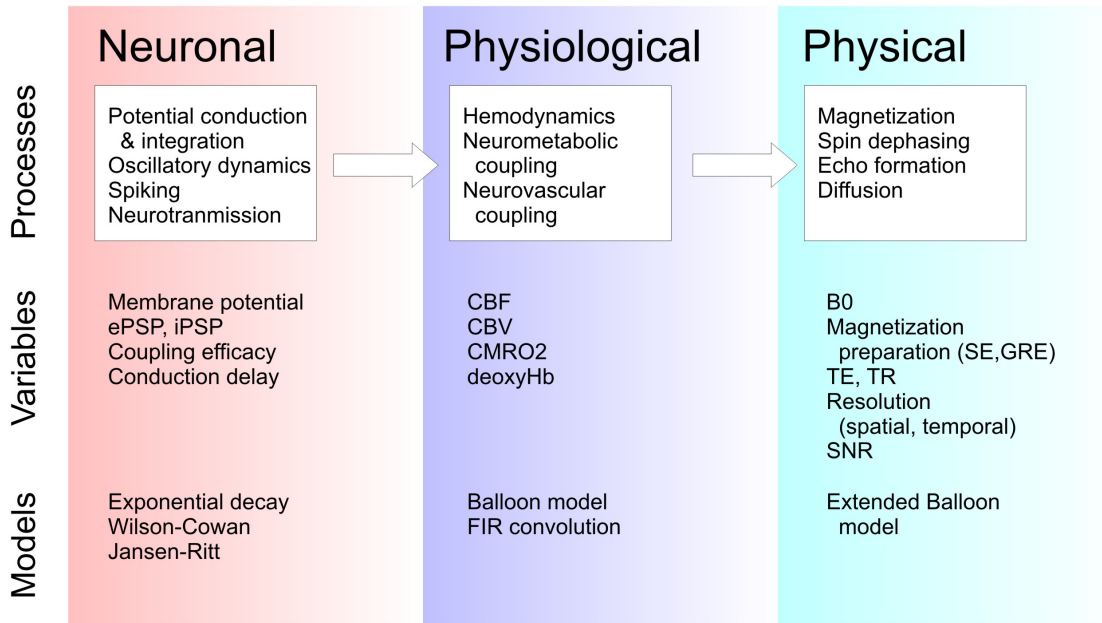 Neuronal
Physiological
Physical
Processes
Potential conduction
& integration
Oscillatory dynamics
Spiking
Neurotranmission
Hemodynamics
Neurometabolic
coupling
Neurovascular
coupling
Magnetization
Spin dephasing
Echo formation
Diffusion
Variables
Membrane potential
ePSP, iPSP
Coupling efficacy
Conduction delay
CBF
CBV
CMRO2
deoxyHb
B0
Magnetization
preparation (SE,GRE)
TE, TR
Resolution
(spatial, temporal)
SNR
Models
Exponential decay
Wilson-Cowan
Jansen-Ritt
Balloon model
FIR convolution
Extended Balloon
model